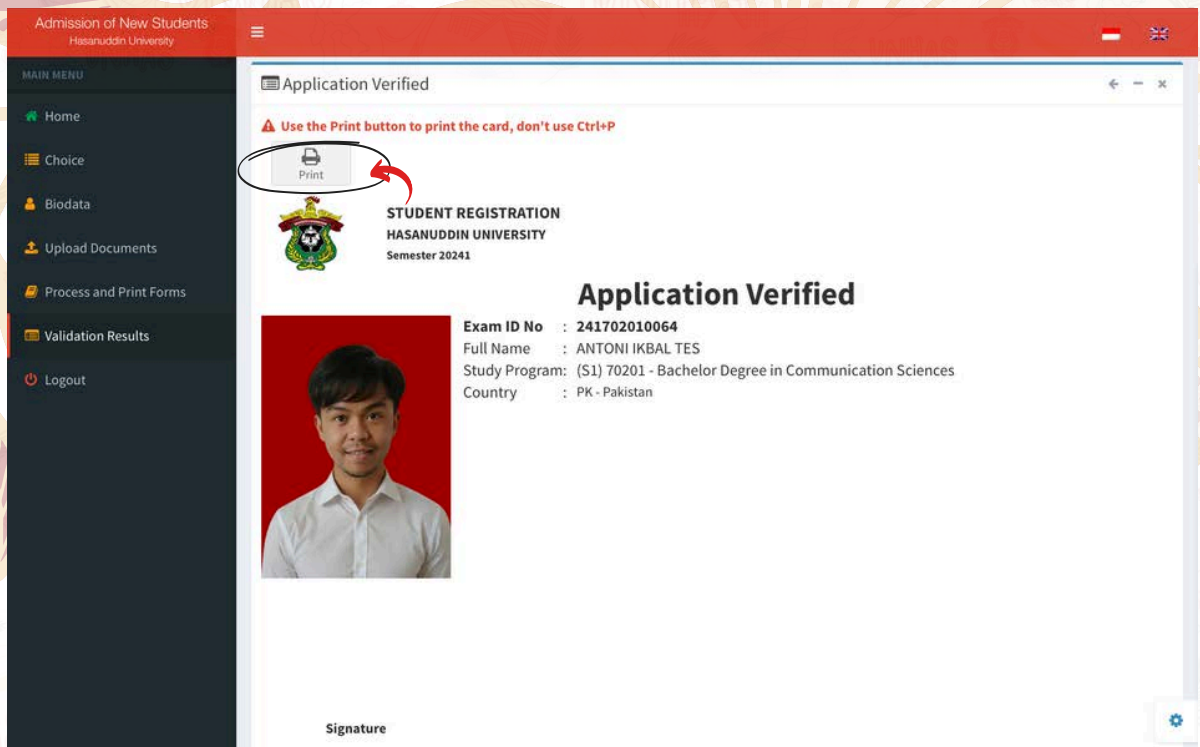 Admission of New Students
Hasanuddin University
MAIN MENU
Home
Choice
Biodata
Upload Documents
Process and Print Forms
Validation Results
Logout
Application Verified
Use the Print button to print the card, don't use Ctrl+P
Print
STUDENT REGISTRATION
HASANUDDIN UNIVERSITY
Semester 20241
Application Verified
Exam ID No : 241702010064
Full Name : ANTONI IKBAL TES
Study Program: (S1) 70201 - Bachelor Degree in Communication Sciences
Country : PK - Pakistan
Signature